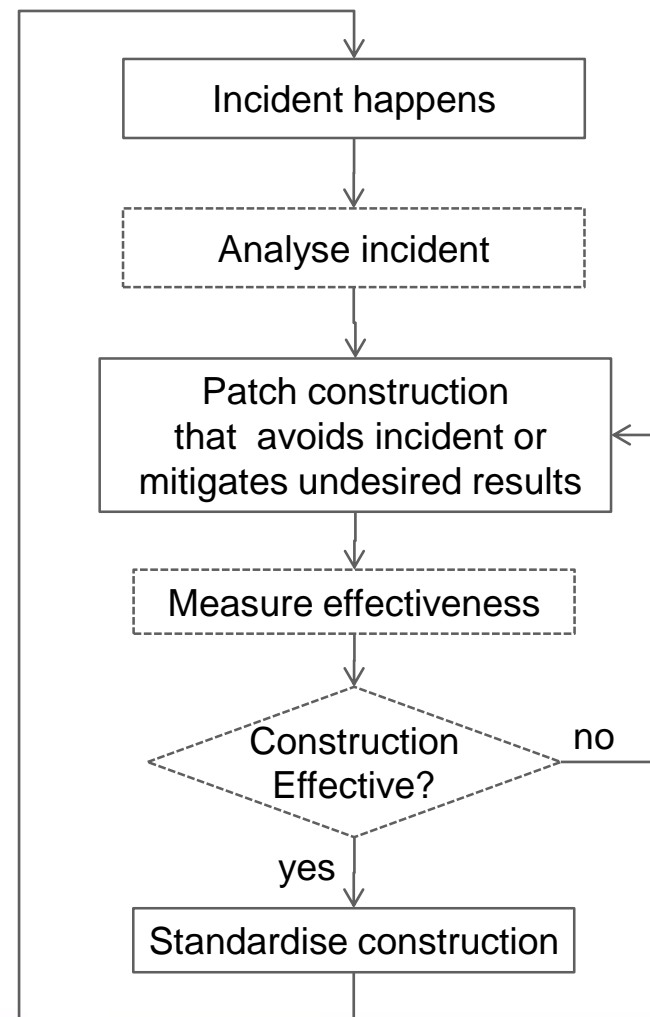 Incident happens
Analyse incident
Patch construction
that avoids incident or
mitigates undesired results
Measure effectiveness
Construction
Effective?
no
yes
Standardise construction